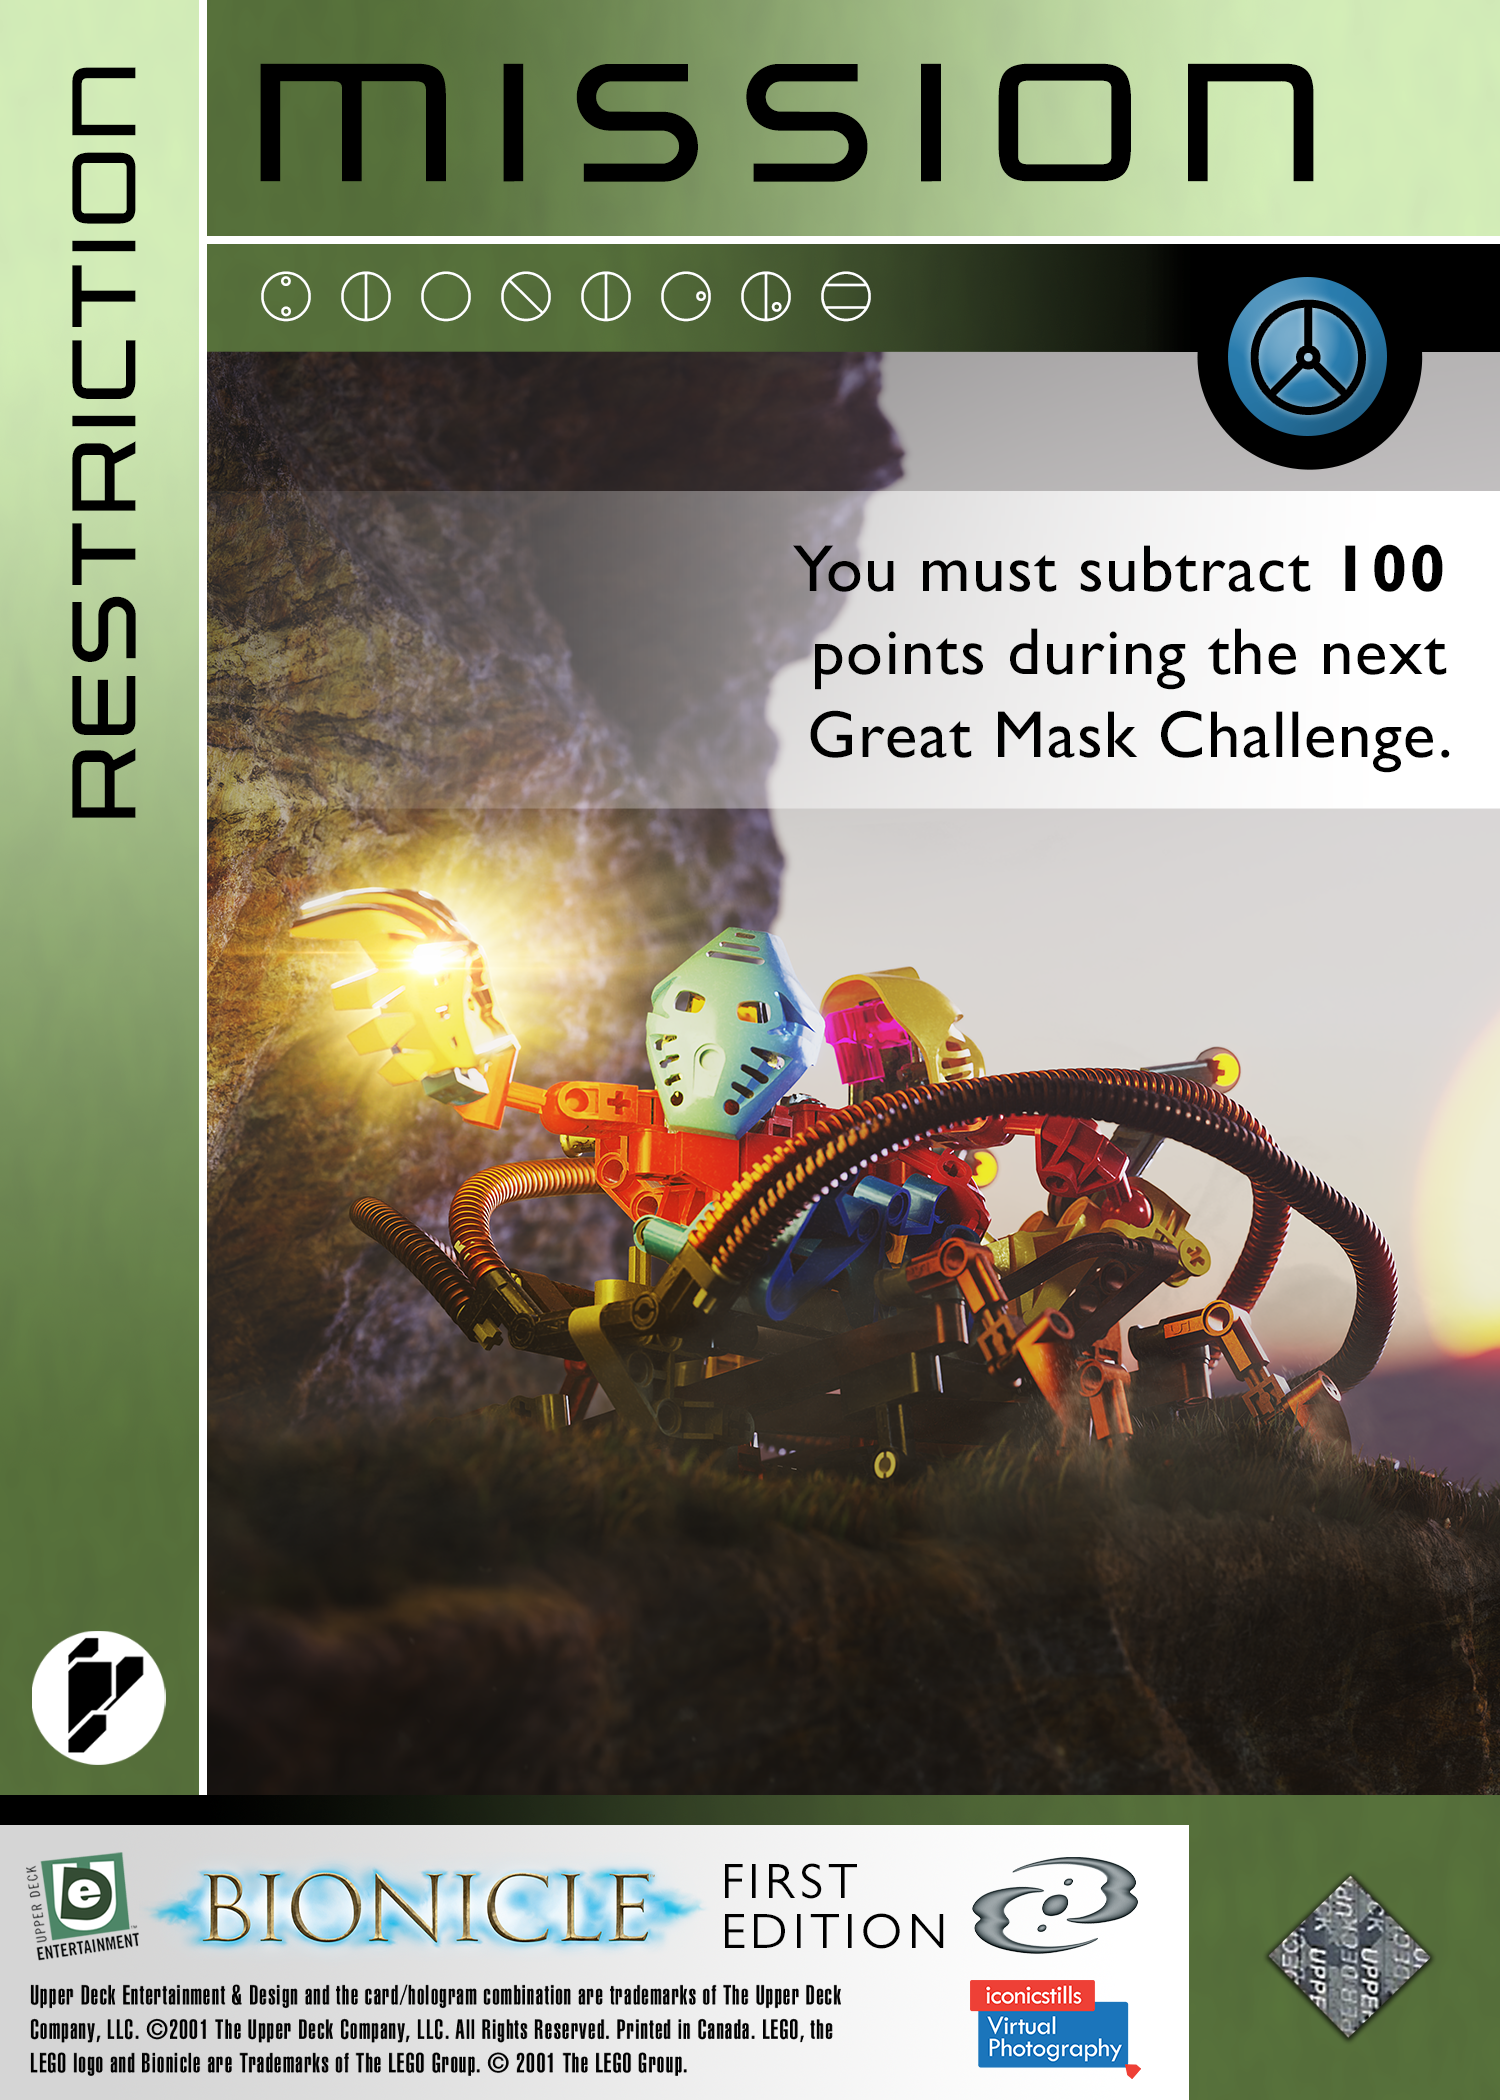 MISSION
RESTRICTION
You must subtract 100
points during the next
Great Mask Challenge.
UPPER DECK
e
ENTERTAINMENT
BIONICLE
FIRST
EDITION
Upper Deck Entertainment & Design and the card/hologram combination are trademarks of The Upper Deck
Company, LLC. ©2001 The Upper Deck Company, LLC. All Rights Reserved. Printed in Canada. LEGO, the
LEGO logo and Bionicle are Trademarks of The LEGO Group. © 2001 The LEGO Group.
iconicstills
Virtual
Photography